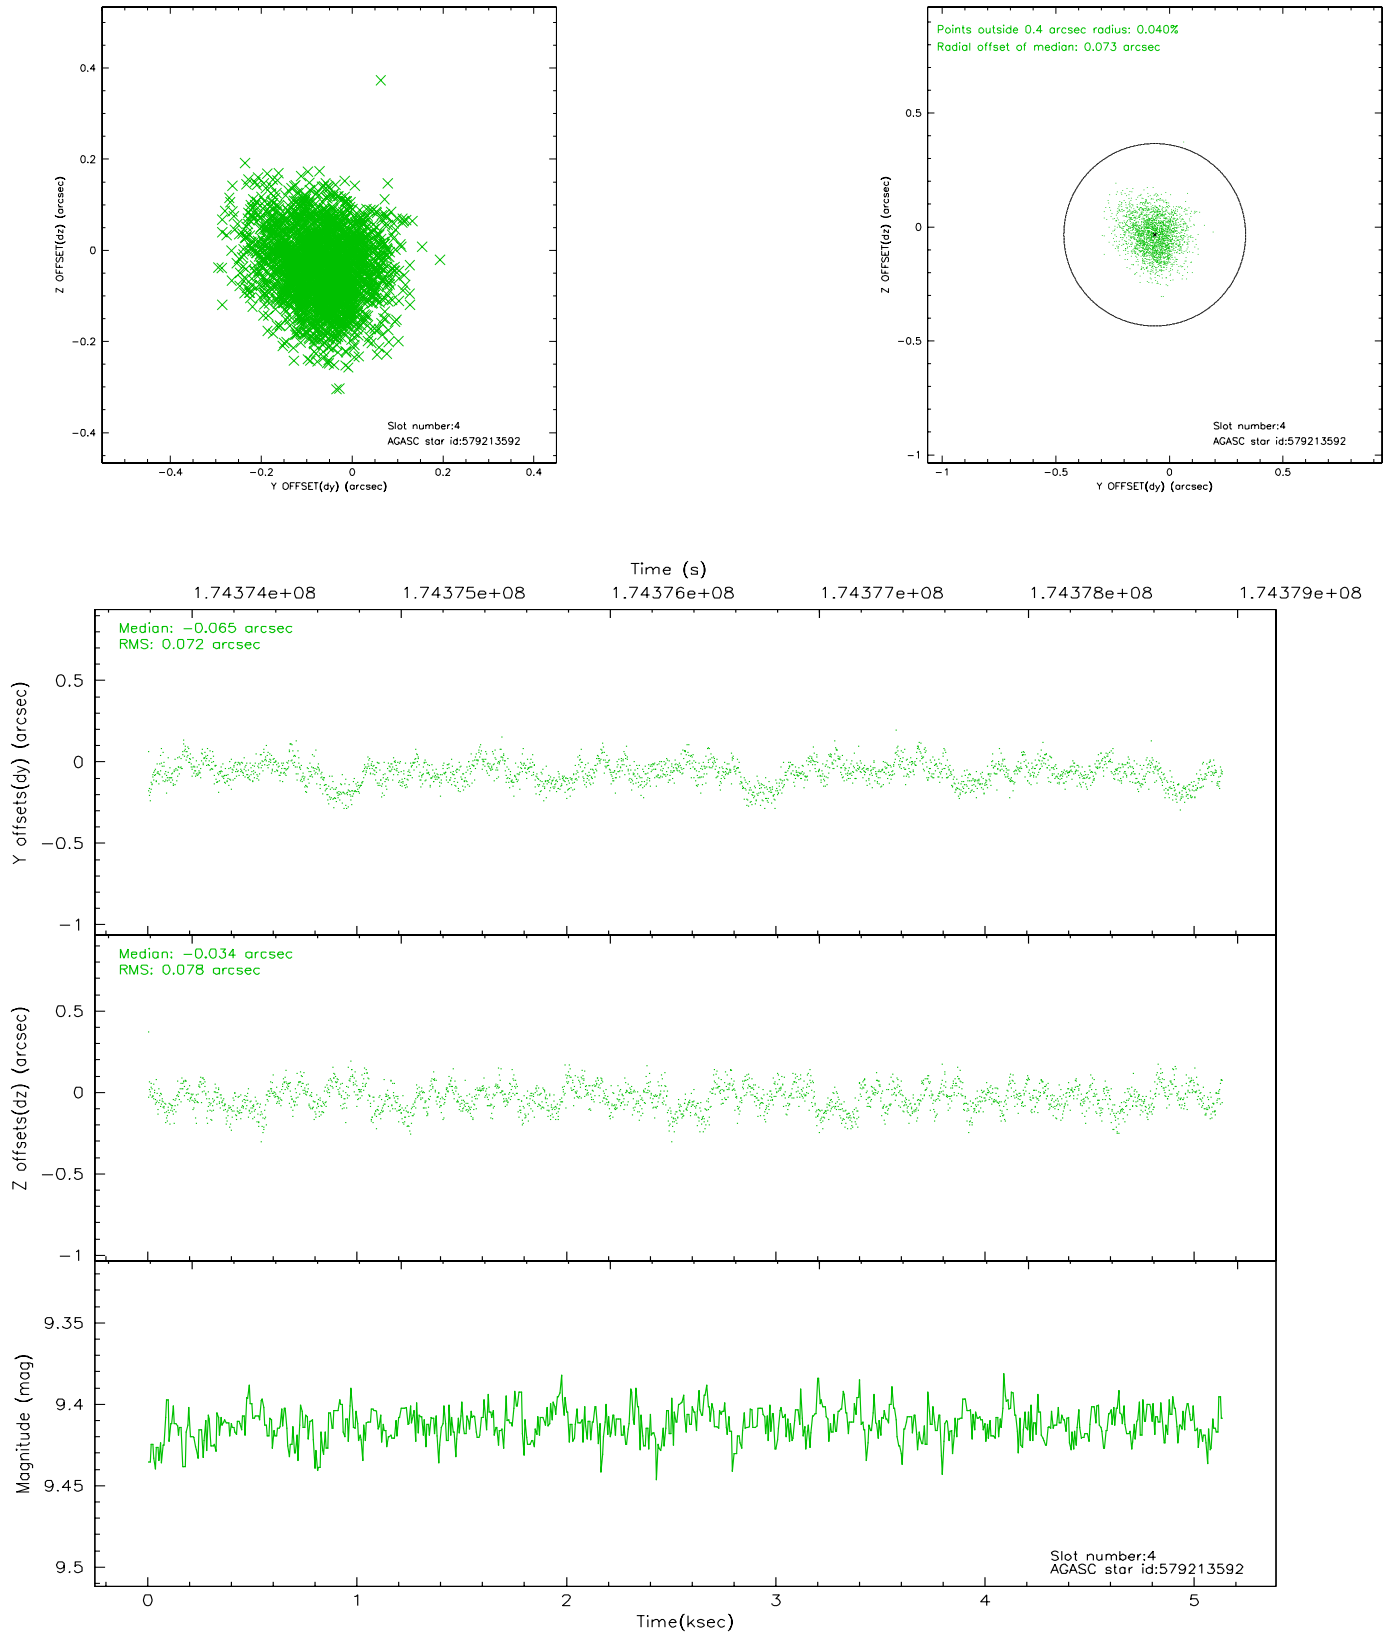 0.4
0.2
0
−0.2
−0.4
Z OFFSET(dz) (arcsec)
Slot number:4
AGASC star id:579213592
−0.4 −0.2 0 0.2 0.4
Y OFFSET(dy) (arcsec)
Points outside 0.4 arcsec radius: 0.040%
Radial offset of median: 0.073 arcsec
0.5
0
−0.5
−1
Z OFFSET(dz) (arcsec)
Slot number:4
AGASC star id:579213592
−1 −0.5 0 0.5
Y OFFSET(dy) (arcsec)
Time (s)
1.74374e+08 1.74375e+08 1.74376e+08 1.74377e+08 1.74378e+08 1.74379e+08
Median: −0.065 arcsec
RMS: 0.072 arcsec
0.5
0
−0.5
−1
Y offsets(dy) (arcsec)
Median: −0.034 arcsec
RMS: 0.078 arcsec
0.5
0
−0.5
−1
Z offsets(dz) (arcsec)
9.35
9.4
9.45
9.5
Magnitude (mag)
Slot number:4
AGASC star id:579213592
0 1 2 3 4 5
Time(ksec)